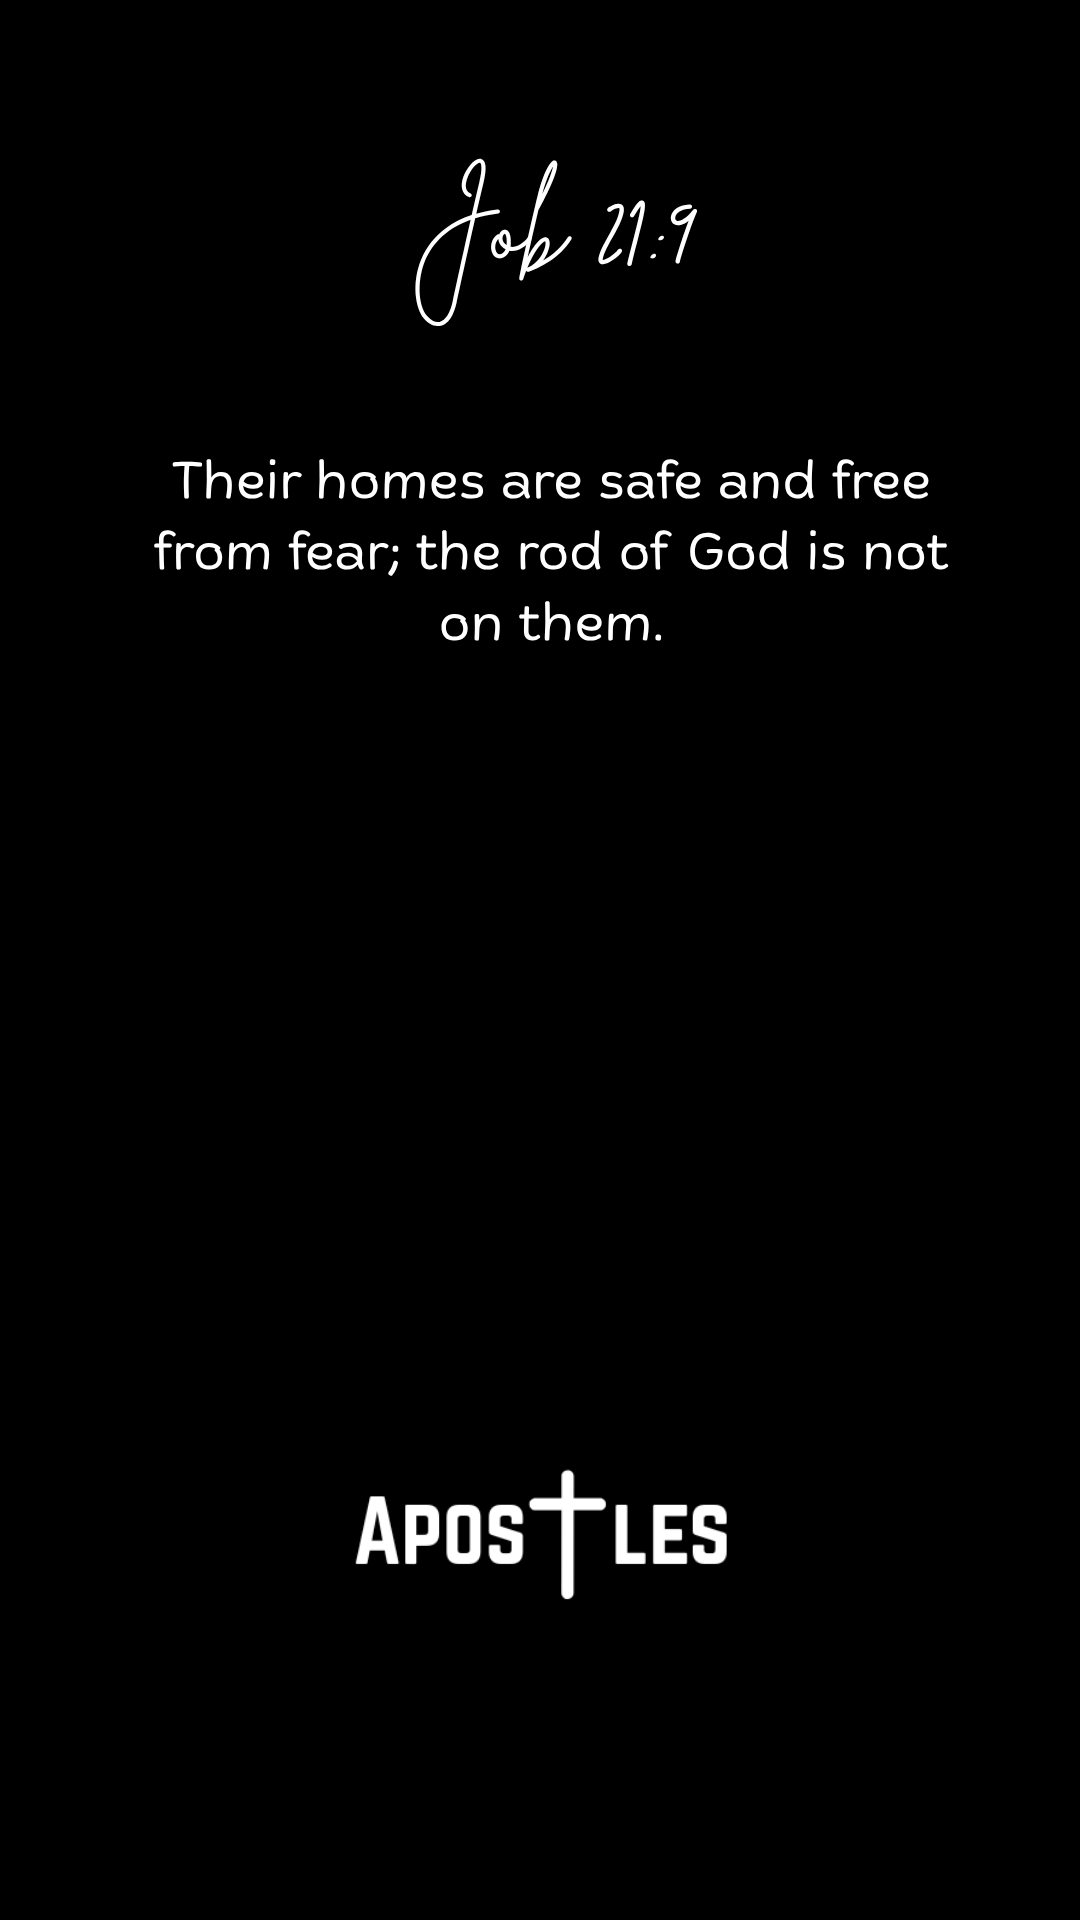 Job 21:9
Their homes are safe and free
from fear; the rod of God is not
on them.
APOSTLES